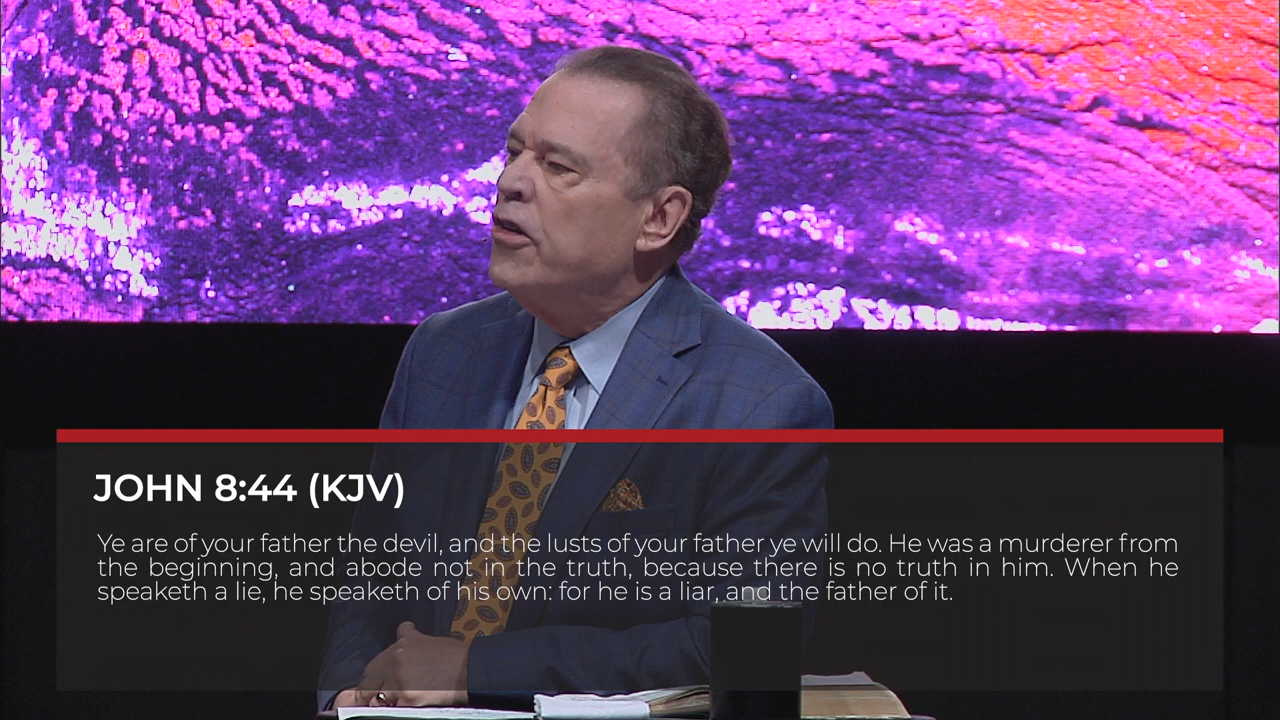 JOHN 8:44 (KJV)
Ye are of your father the devil, and the lusts of your father ye will do. He was a murderer from
the beginning, and abode not in the truth, because there is no truth in him. When he
speaketh a lie, he speaketh of his own: for he is a liar, and the father of it.